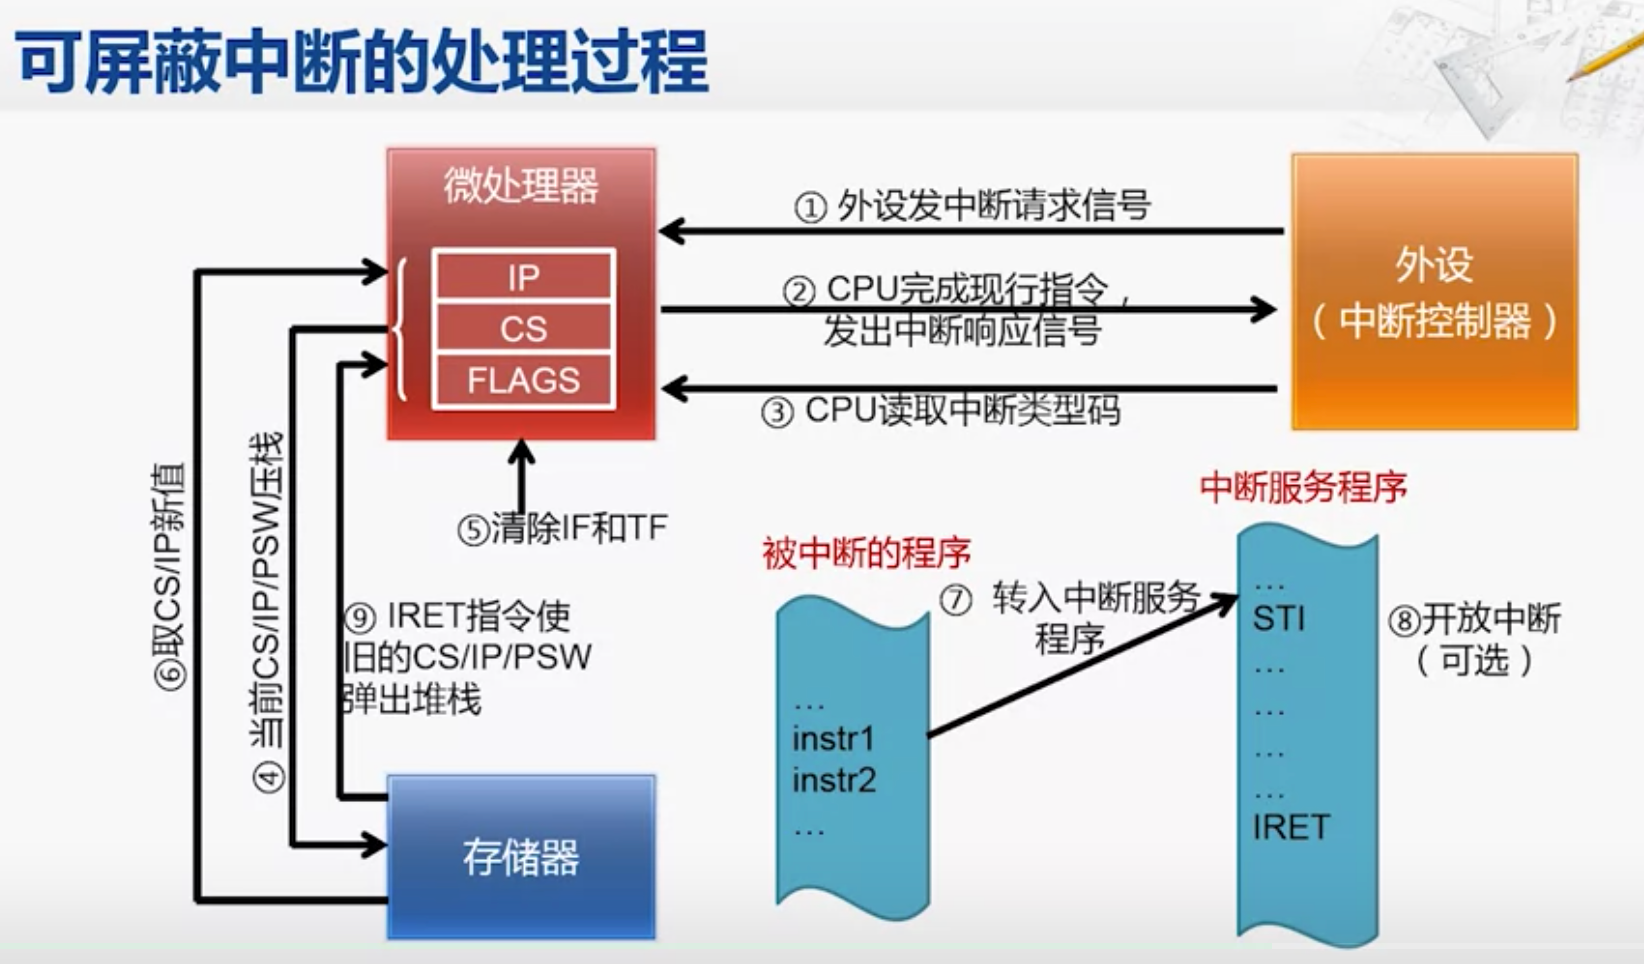 可屏蔽中断的处理过程
微处理器
IP
CS
FLAGS
① 外设发中断请求信号
② CPU完成现行指令，
发出中断响应信号
③ CPU读取中断类型码
外设
（中断控制器）
⑥取CS/IP新值
④ 当前CS/IP/PSW压栈
⑤清除IF和TF
⑨ IRET指令使
旧的CS/IP/PSW
弹出堆栈
存储器
被中断的程序
...
instr1
instr2
...
⑦ 转入中断服务
程序
中断服务程序
...
STI
...
...
...
...
IRET
⑧开放中断
（可选）